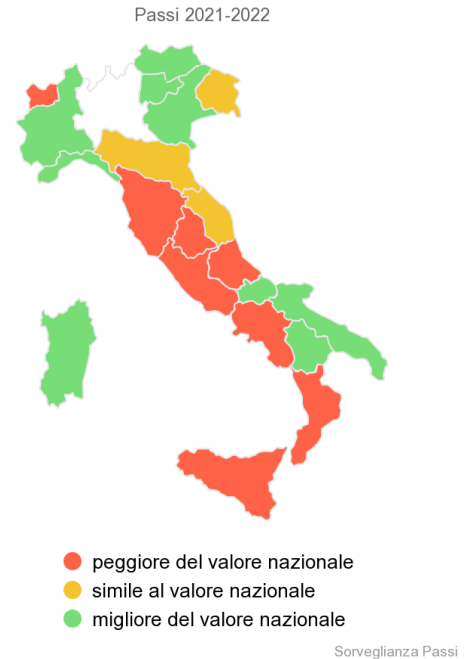 Passi 2021-2022
peggiore del valore nazionale
simile al valore nazionale
migliore del valore nazionale
Sorveglianza Passi